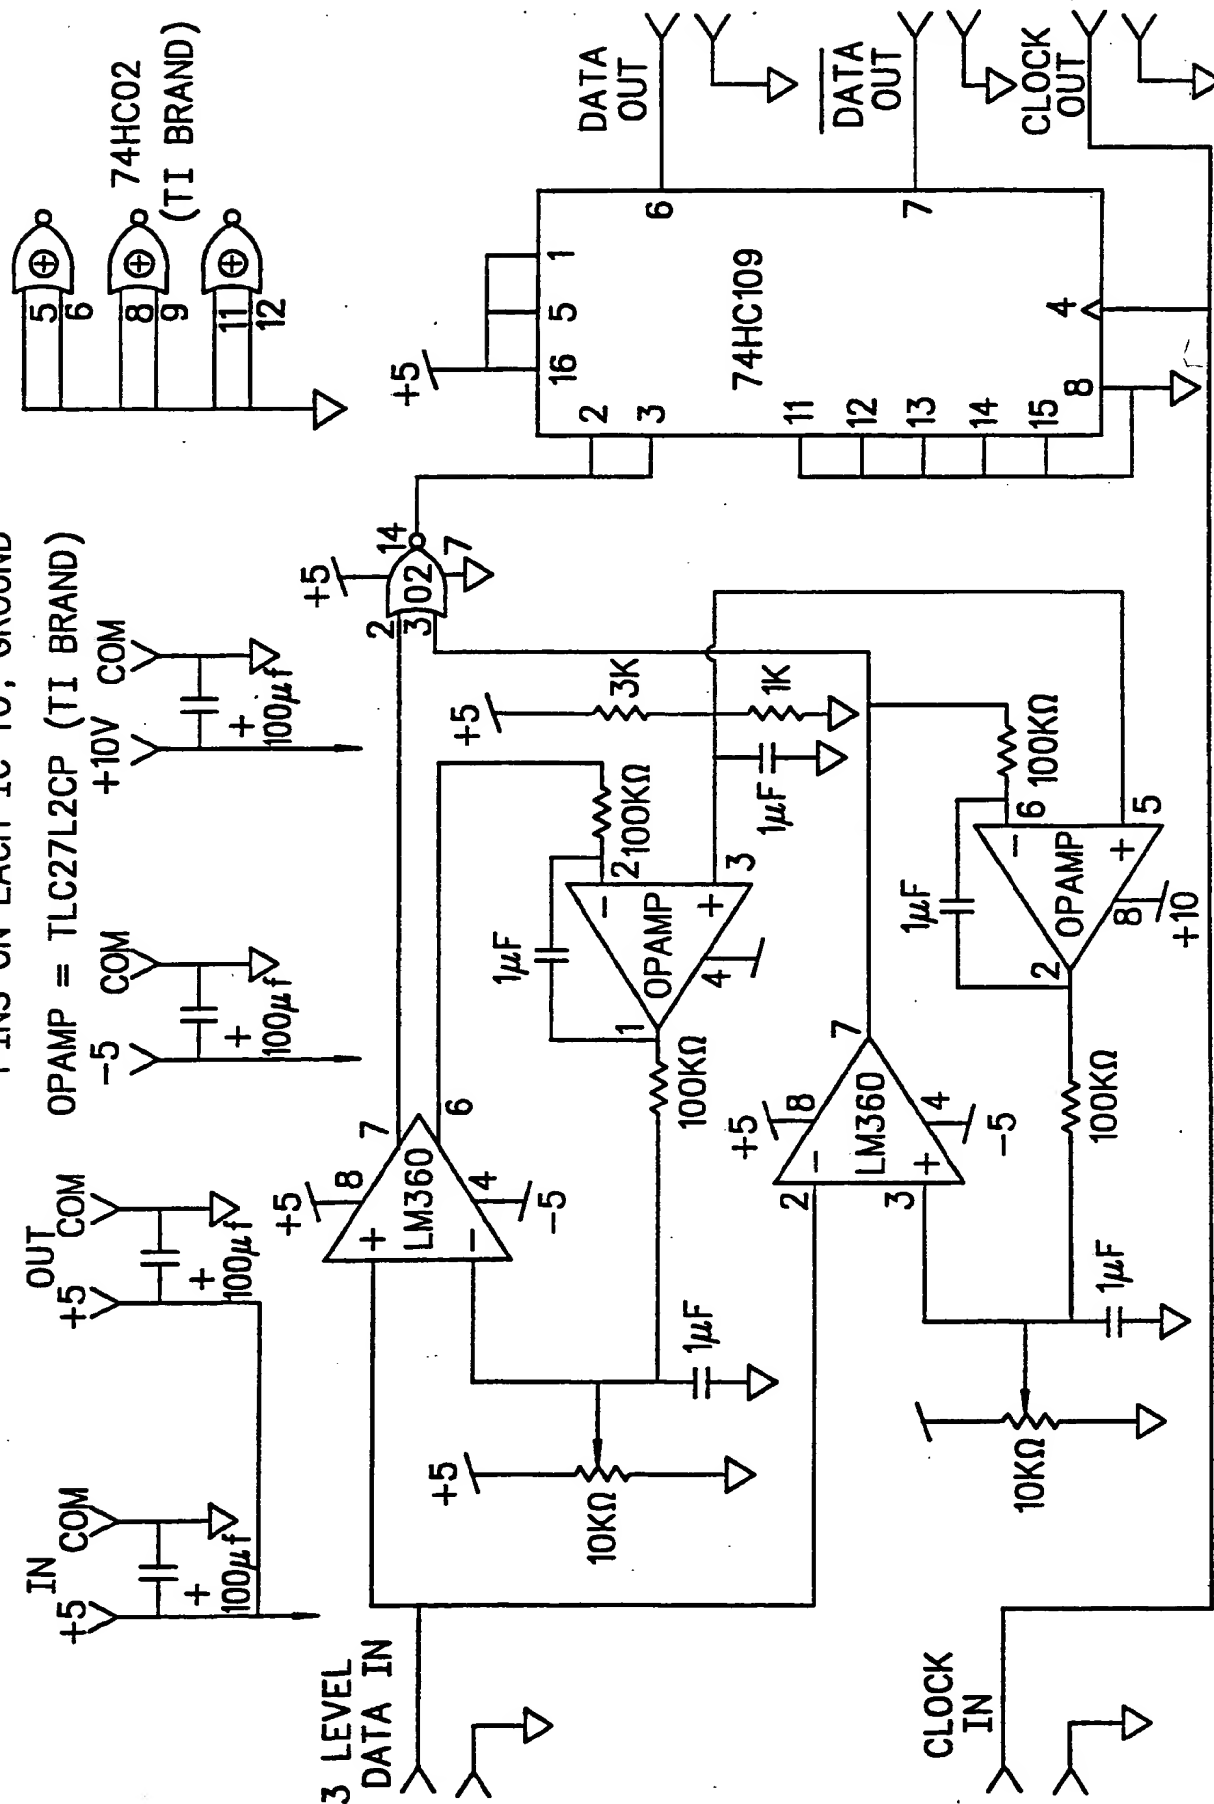 PINS ON EACH IC TO, GROUND
OPAMP = TLC27L2CP (TI BRAND)
IN
+5
COM
+
100µf
OUT
+5
COM
+
100µf
-5
COM
+
100µf
+10V
COM
+
100µf
5
6
8
9
11
12
74HC02
(TI BRAND)
3 LEVEL
DATA IN
+5
8
7
+
LM360
-
6
4
-5
+5
10KΩ
1µF
100KΩ
1µF
1
2
-
OPAMP
+
4
3
100KΩ
+5
3K
1K
1µF
+5
2
3
02
14
7
+5
16
5
1
2
3
11
12
13
14
15
74HC109
6
7
4
8
DATA
OUT
DATA
OUT
CLOCK
OUT
+5
8
7
2
-
LM360
3
+
4
-5
10KΩ
1µF
100KΩ
1µF
2
6
-
OPAMP
+
5
8
+10
100KΩ
CLOCK
IN